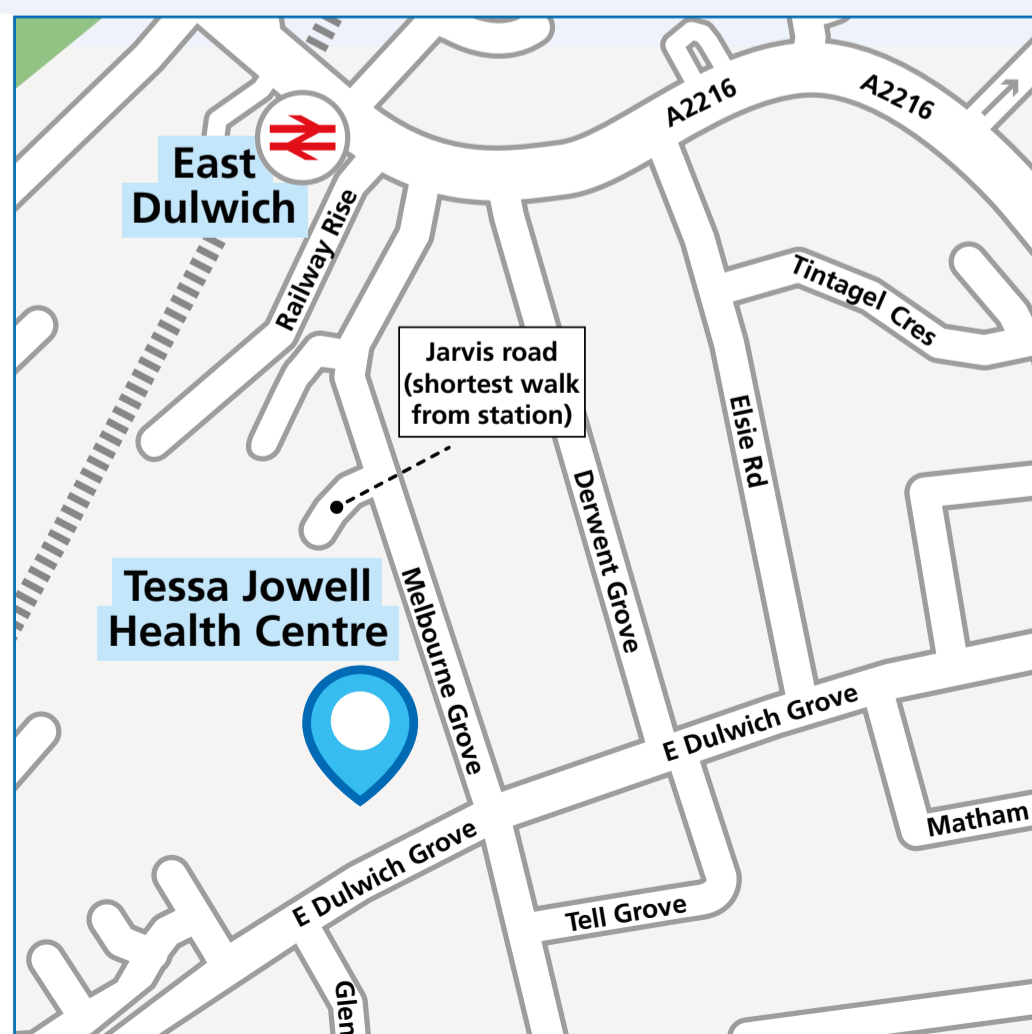 A2216
A2216
East
Dulwich
Railway Rise
Tintagel Cres
Jarvis road
(shortest walk
from station)
Elsie Rd
Derwent Grove
Tessa Jowell
Health Centre
Melbourne Grove
E Dulwich Grove
E Dulwich Grove
Matham
Tell Grove
Glen